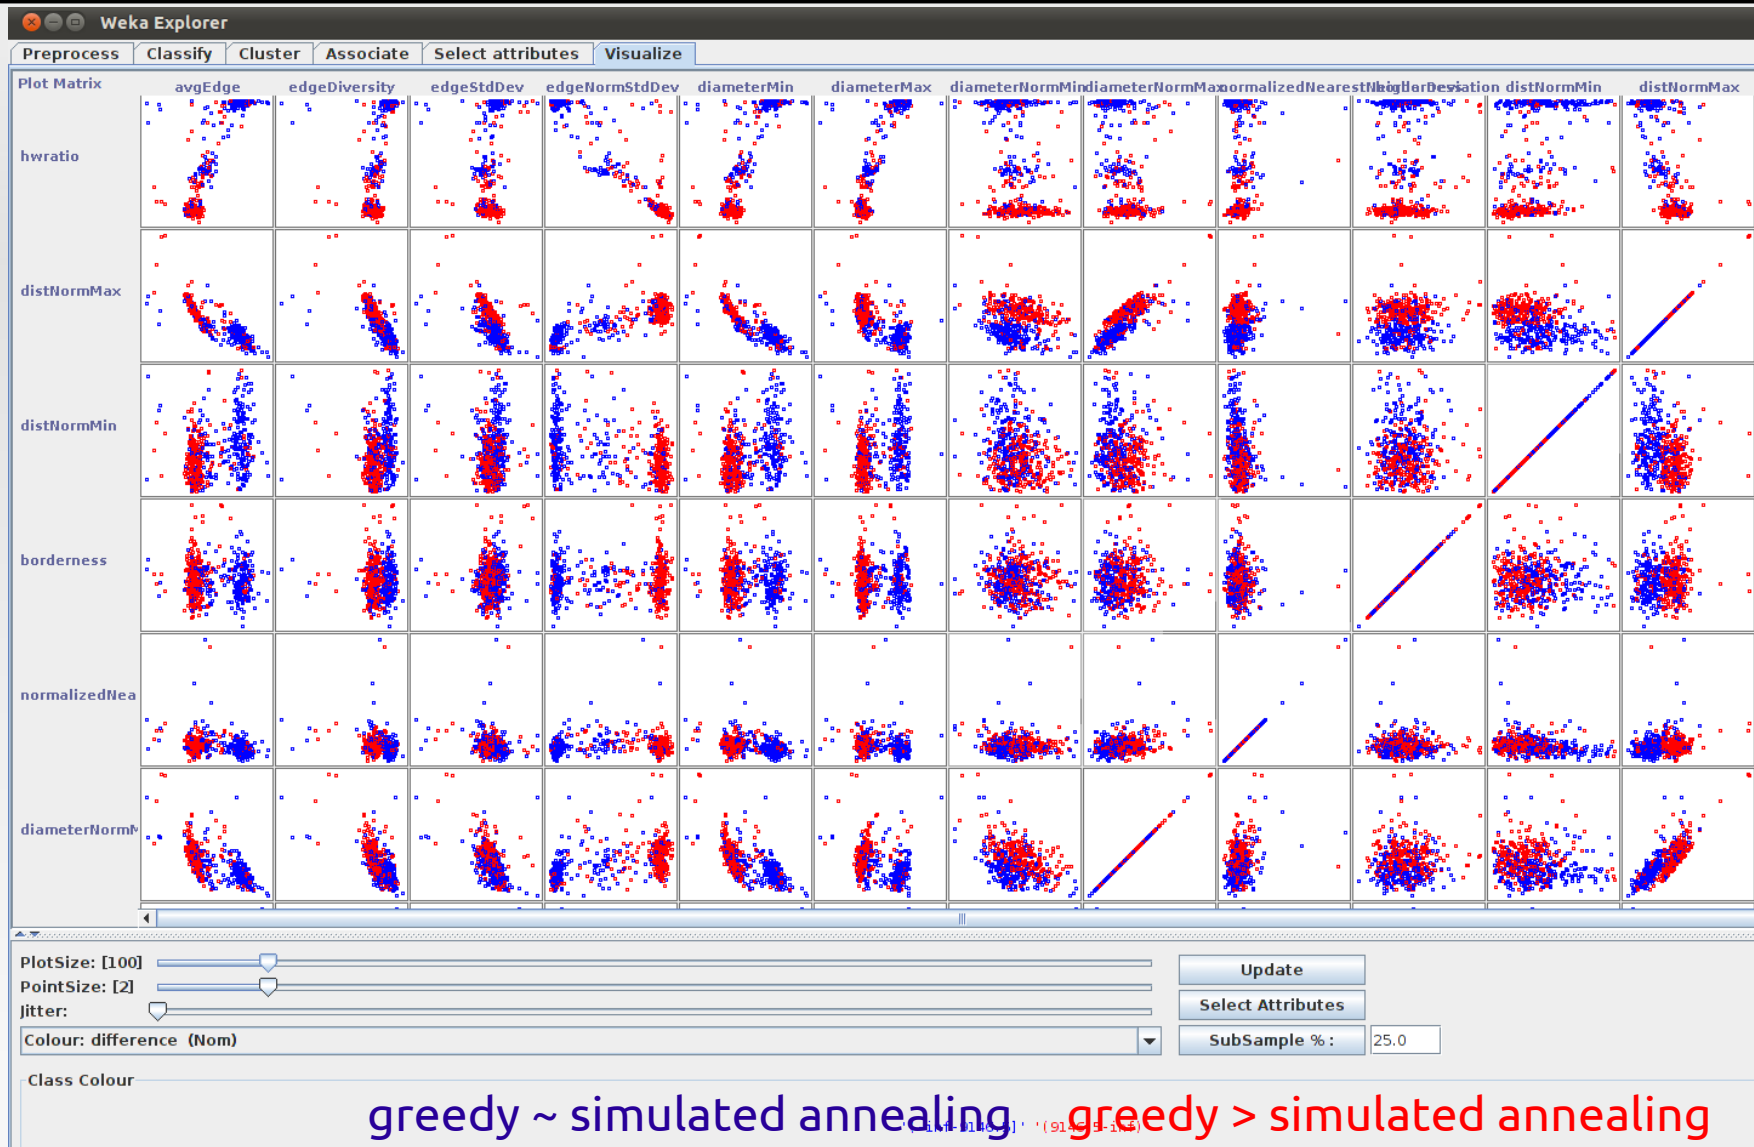 Weka Explorer
Preprocess Classify Cluster Associate Select attributes Visualize
Plot Matrix
avgEdge edgeDiversity edgeStdDev edgeNormStdDev diameterMin diameterMax diameterNormMin diameterNormMax distNormMin distNormMax
hwratio
distNormMax
distNormMin
borderness
normalizedNea
diameterNormM
PlotSize: [100]
PointSize: [2]
Jitter:
Colour: difference (Nom)
Update
Select Attributes
SubSample % : 25.0
Class Colour
greedy ~ simulated annealing greedy > simulated annealing